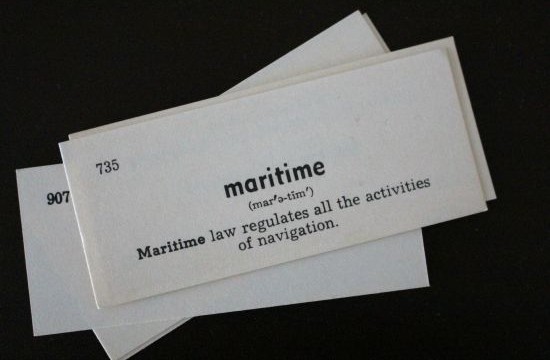 735
maritime
(mar′ə-tīm′)
Maritime law regulates all the activities
of navigation.
907